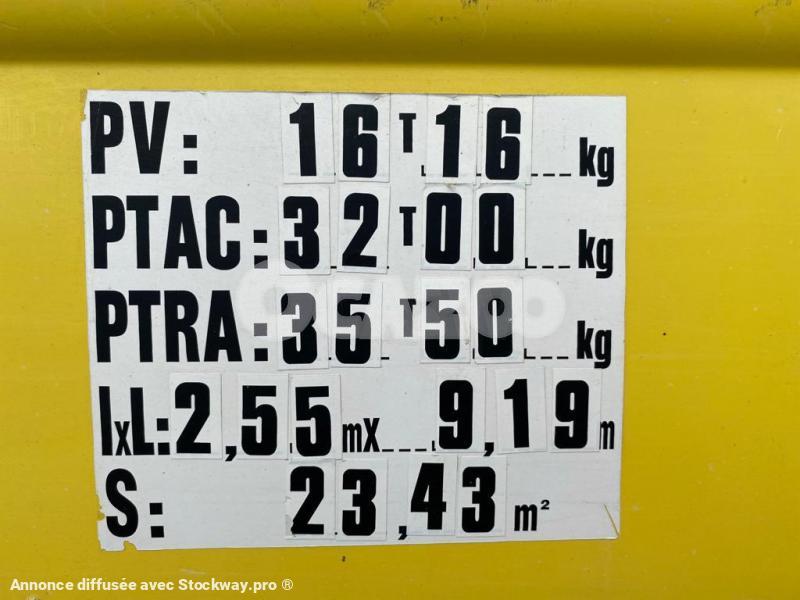 PV: 16 T 16 kg
PTAC: 32 T 00 kg
PTRA: 35 T 50 kg
lxL: 2,55 mx 9,19 m
S: 23,43 m²
Annonce diffusée avec Stockway.pro ®